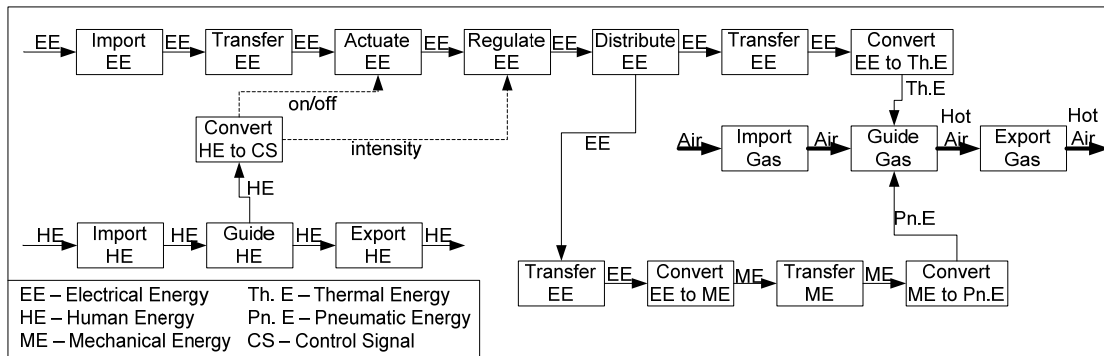 EE
Import
EE
EE
Transfer
EE
EE
Actuate
EE
EE
Regulate
EE
EE
Distribute
EE
EE
Transfer
EE
EE
Convert
EE to Th.E
Th.E
on/off
Convert
HE to CS
intensity
EE
HE
Air
Import
Gas
Air
Guide
Gas
Hot
Air
Export
Gas
Hot
Air
Pn.E
HE
Import
HE
HE
Guide
HE
HE
Export
HE
HE
Transfer
EE
EE
Convert
EE to ME
ME
Transfer
ME
ME
Convert
ME to Pn.E
EE – Electrical Energy
Th. E – Thermal Energy
HE – Human Energy
Pn. E – Pneumatic Energy
ME – Mechanical Energy
CS – Control Signal